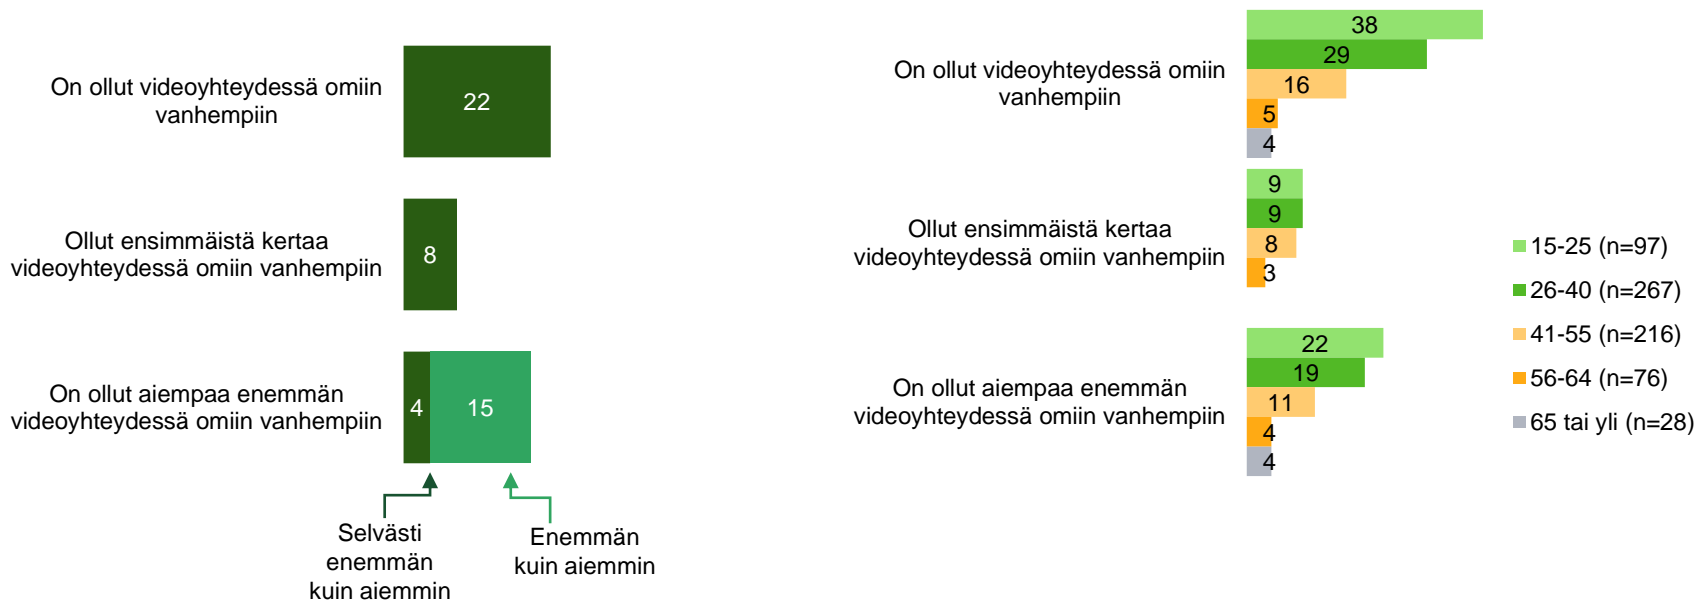 On ollut videoyhteydessä omiin
vanhempiin
22
Ollut ensimmäistä kertaa
videoyhteydessä omiin vanhempiin
8
On ollut aiempaa enemmän
videoyhteydessä omiin vanhempiin
4
15
Selvästi
enemmän
kuin aiemmin
Enemmän
kuin aiemmin
On ollut videoyhteydessä omiin
vanhempiin
38
29
16
5
4
Ollut ensimmäistä kertaa
videoyhteydessä omiin vanhempiin
9
9
8
3
On ollut aiempaa enemmän
videoyhteydessä omiin vanhempiin
22
19
11
4
4
15-25 (n=97)
26-40 (n=267)
41-55 (n=216)
56-64 (n=76)
65 tai yli (n=28)